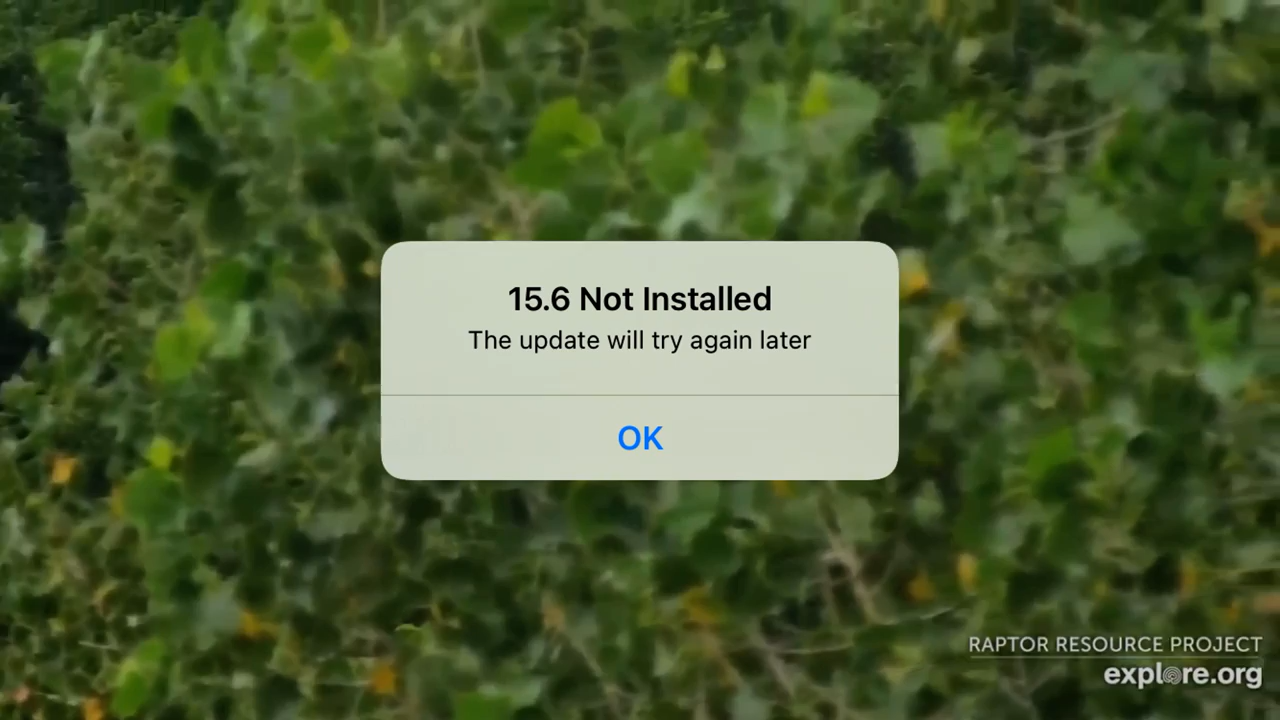 15.6 Not Installed
The update will try again later
OK
RAPTOR RESOURCE PROJECT
explore.org